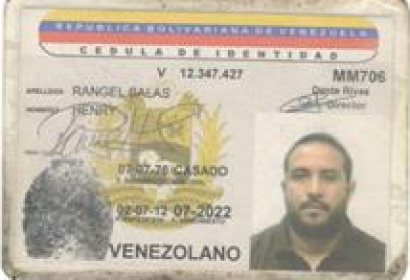 REPUBLICA BOLIVARIANA DE VENEZUELA
CEDULA DE IDENTIDAD
V 12.347.427 MM706
APELLIDOS RANGEL SALAS Dante Rivas
NOMBRES HENRY Director
07-07-76 CASADO
02-07-12 07-2022
VENEZOLANO